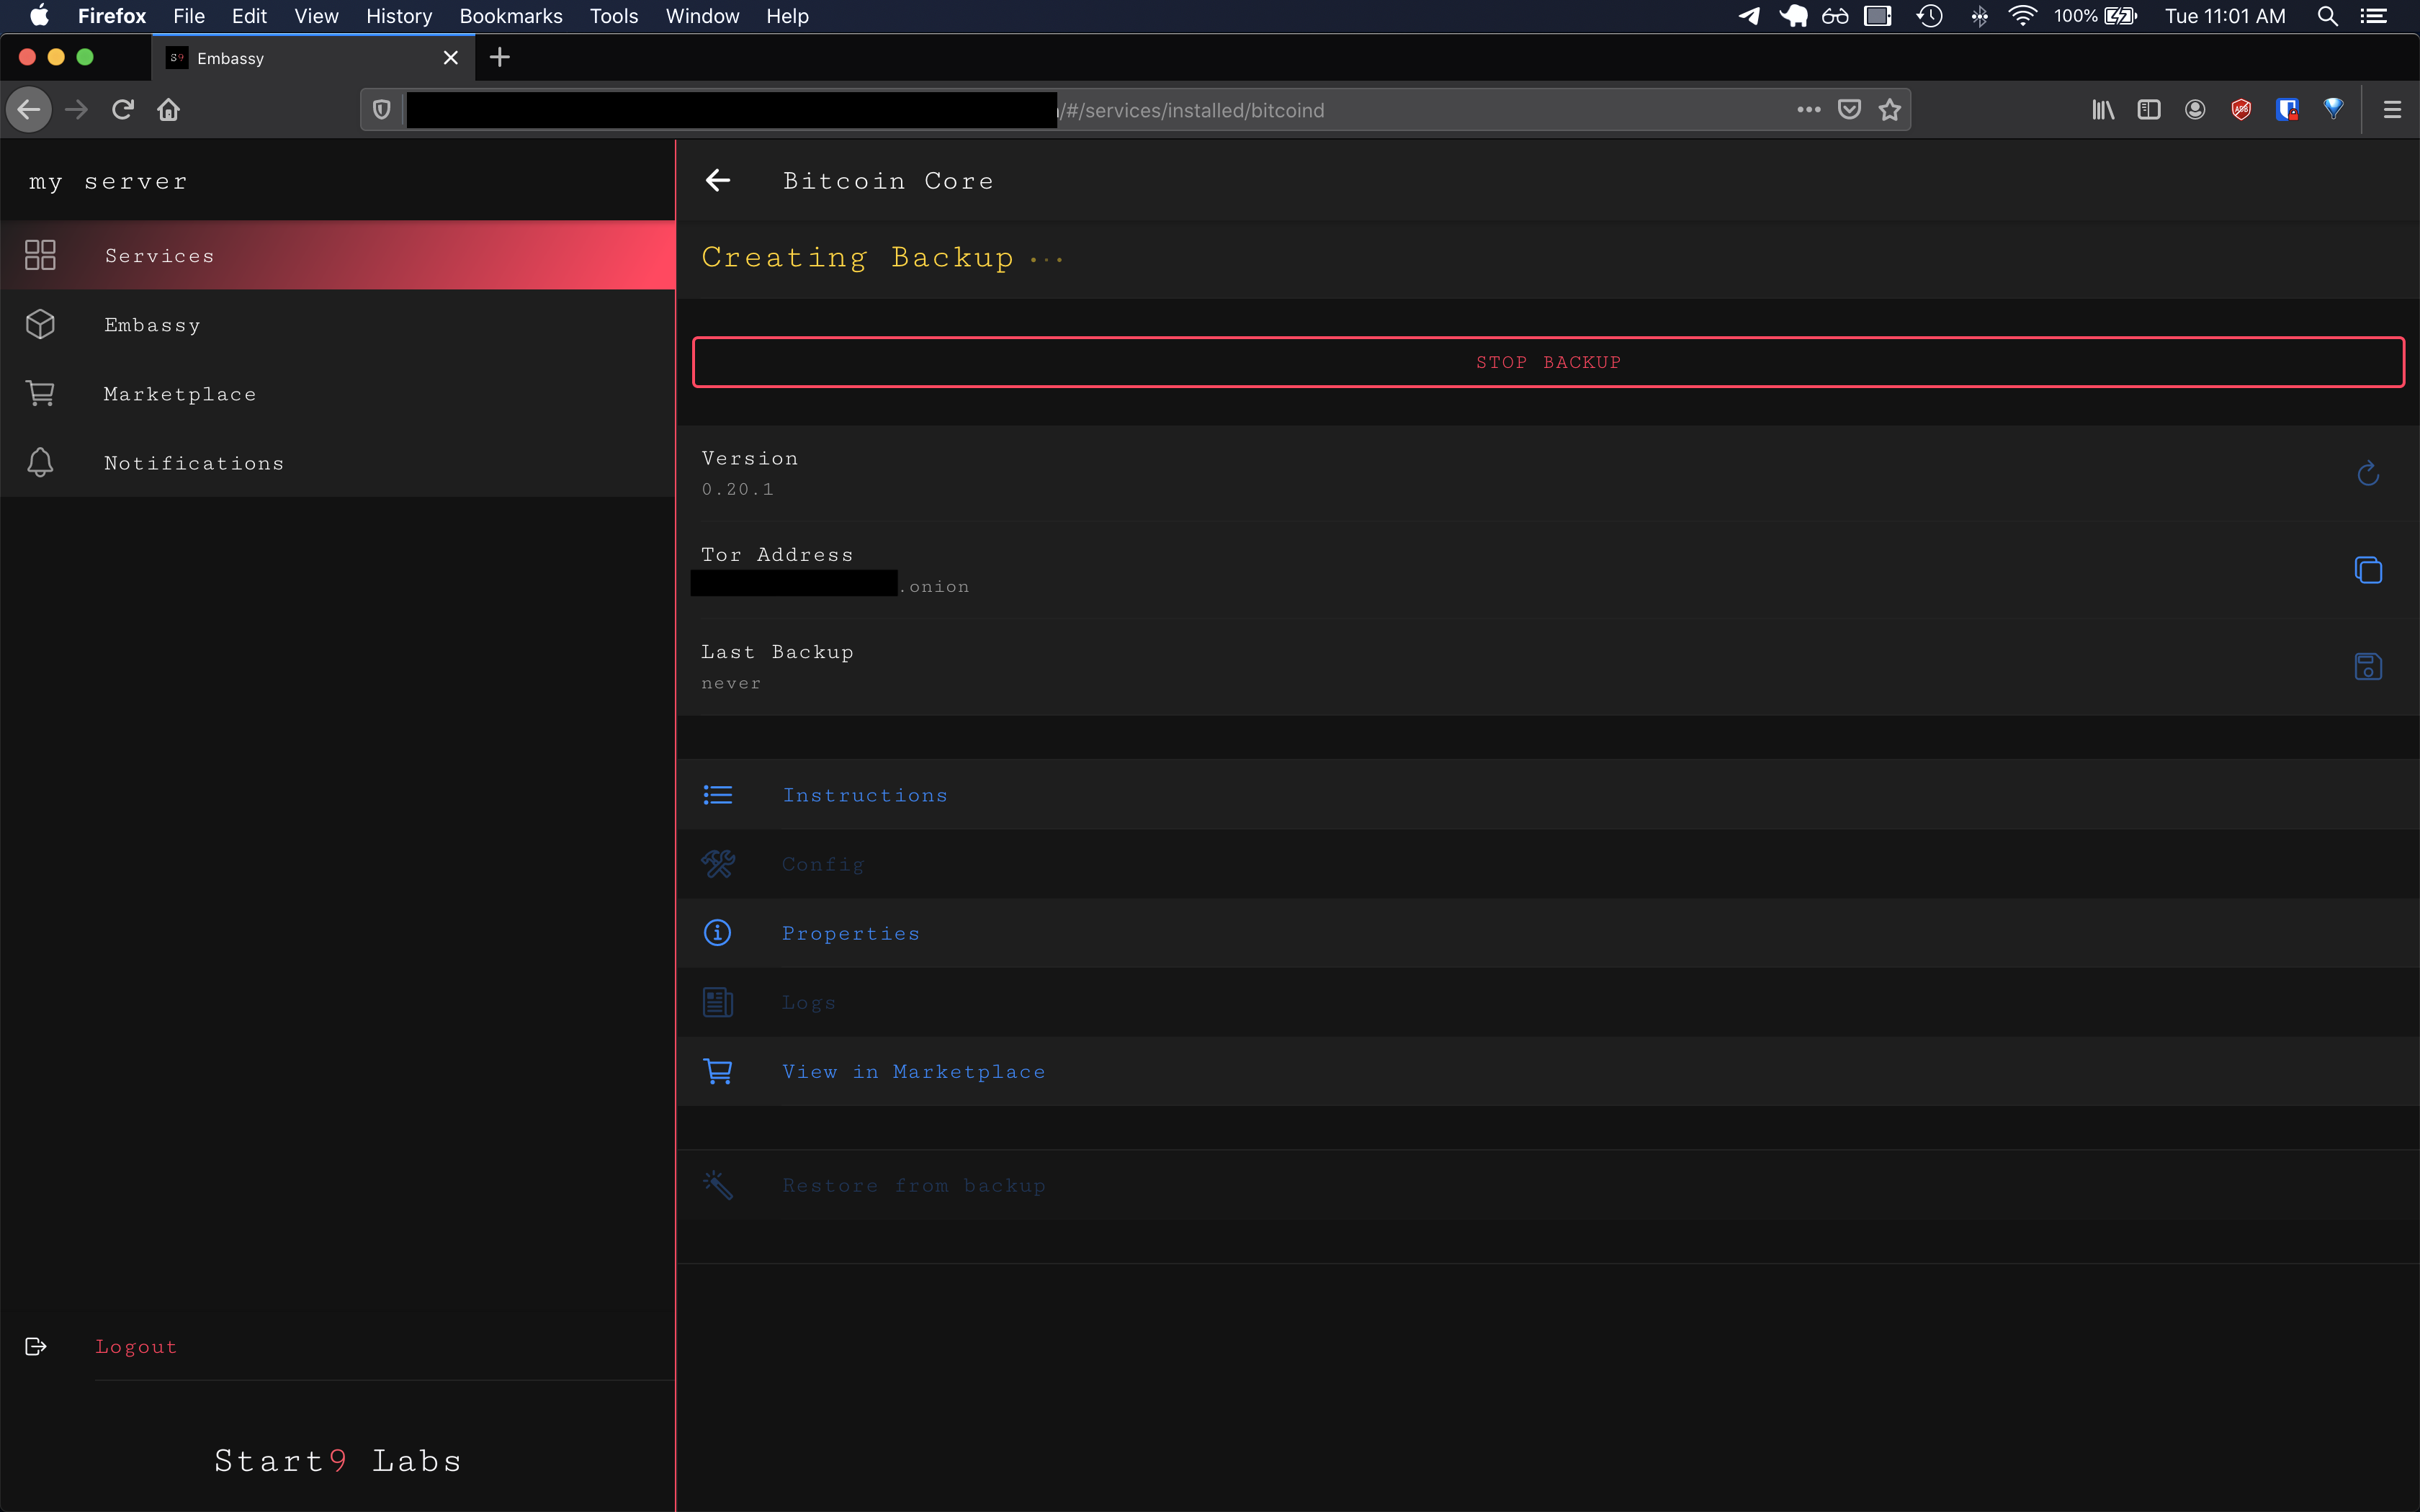 Firefox File Edit View History Bookmarks Tools Window Help 100% Tue 11:01 AM
S9 Embassy
/#/services/installed/bitcoind
my server
Bitcoin Core
Services
Creating Backup ...
Embassy
STOP BACKUP
Marketplace
Notifications
Version
0.20.1
Tor Address
.onion
Last Backup
never
Instructions
Config
Properties
Logs
View in Marketplace
Restore from backup
Logout
Start9 Labs